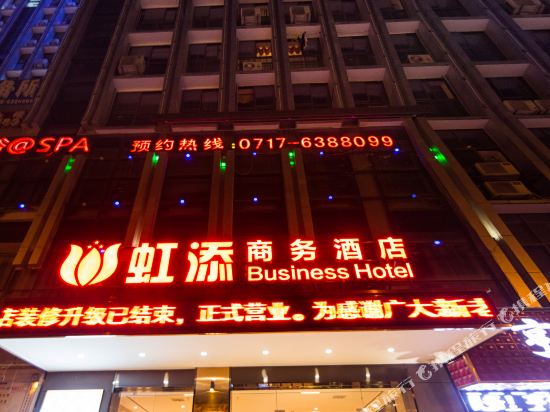 @SPA 预约热线:0717-6388099
虹添 商务酒店
Business Hotel
店装修升级已结束，正式营业。为感谢广大新老